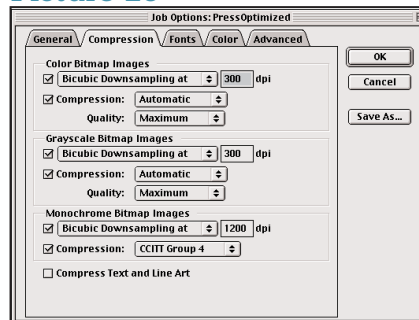 Job Options: PressOptimized
General Compression Fonts Color Advanced
Color Bitmap Images
Bicubic Downsampling at 300 dpi
Compression: Automatic
Quality: Maximum
Grayscale Bitmap Images
Bicubic Downsampling at 300 dpi
Compression: Automatic
Quality: Maximum
Monochrome Bitmap Images
Bicubic Downsampling at 1200 dpi
Compression: CCITT Group 4
Compress Text and Line Art
OK
Cancel
Save As...